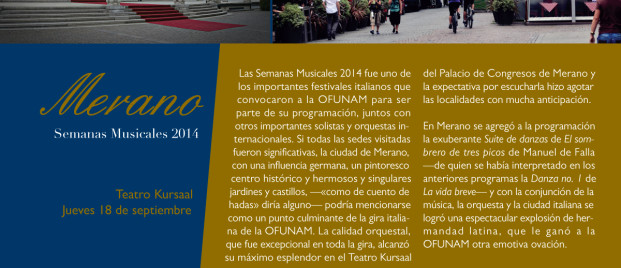 Merano
Semanas Musicales 2014
Teatro Kursaal
Jueves 18 de septiembre
Las Semanas Musicales 2014 fue uno de
los importantes festivales italianos que
convocaron a la OFUNAM para ser
parte de su programación, juntos con
otros importantes solistas y orquestas in-
ternacionales. Si todas las sedes visitadas
fueron significativas, la ciudad de Merano,
con una influencia germana, un pintoresco
centro histórico y hermosos y singulares
jardines y castillos, —«como de cuento de
hadas» diría alguno— podría mencionarse
como un punto culminante de la gira italia-
na de la OFUNAM. La calidad orquestal,
que fue excepcional en toda la gira, alcanzó
su máximo esplendor en el Teatro Kursaal
del Palacio de Congresos de Merano y
la expectativa por escucharla hizo agotar
las localidades con mucha anticipación.
En Merano se agregó a la programación
la exuberante Suite de danzas de El som-
brero de tres picos de Manuel de Falla
—de quien se había interpretado en los
anteriores programas la Danza no. 1 de
La vida breve— y con la conjunción de la
música, la orquesta y la ciudad italiana se
logró una espectacular explosión de her-
mandad latina, que le ganó a la
OFUNAM otra emotiva ovación.